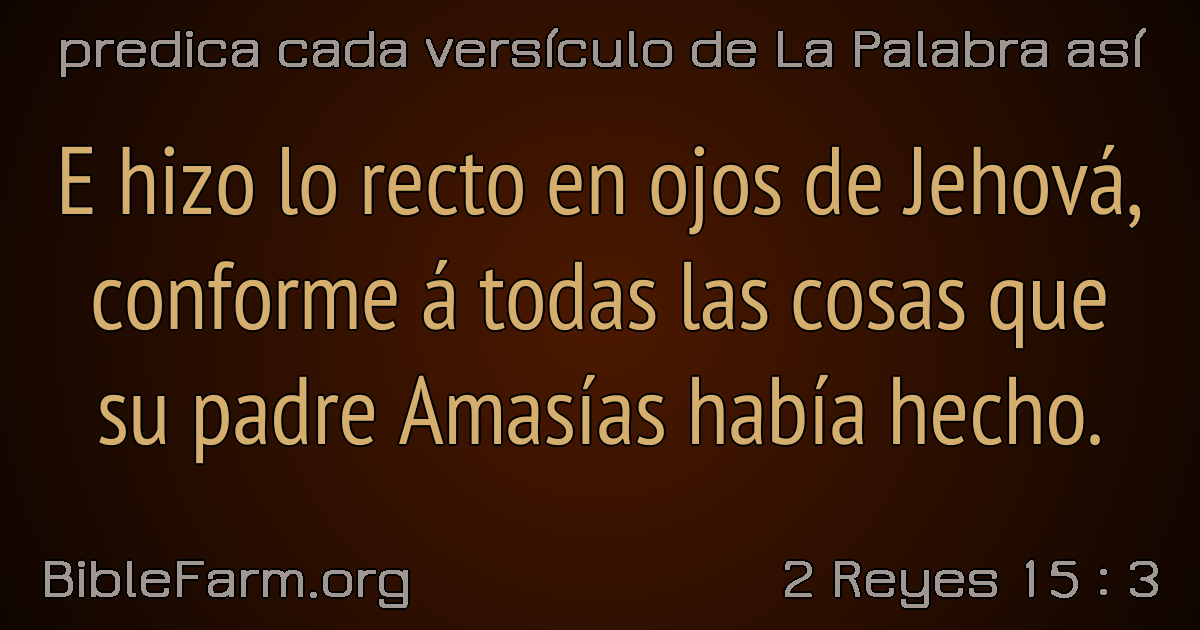 predica cada versículo de La Palabra así
E hizo lo recto en ojos de Jehová,
conforme á todas las cosas que
su padre Amasías había hecho.
BibleFarm.org
2 Reyes 15 : 3